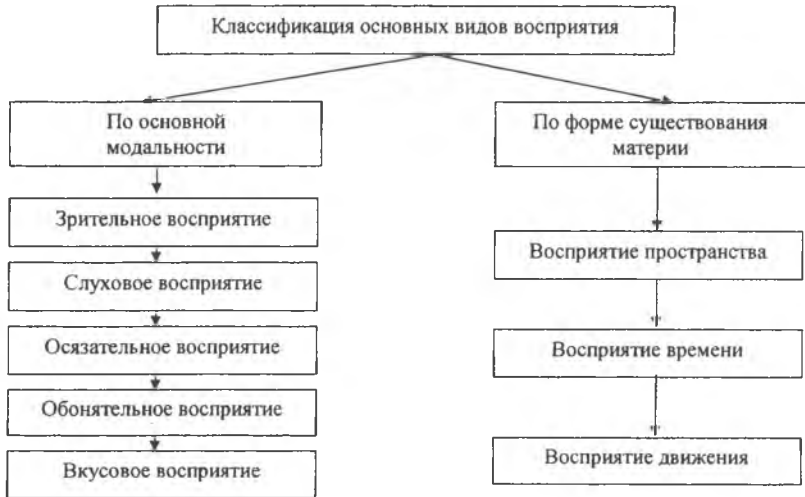 Классификация основных видов восприятия
По основной
модальности
Зрительное восприятие
Слуховое восприятие
Осязательное восприятие
Обонятельное восприятие
Вкусовое восприятие
По форме существования
материи
Восприятие пространства
Восприятие времени
Восприятие движения